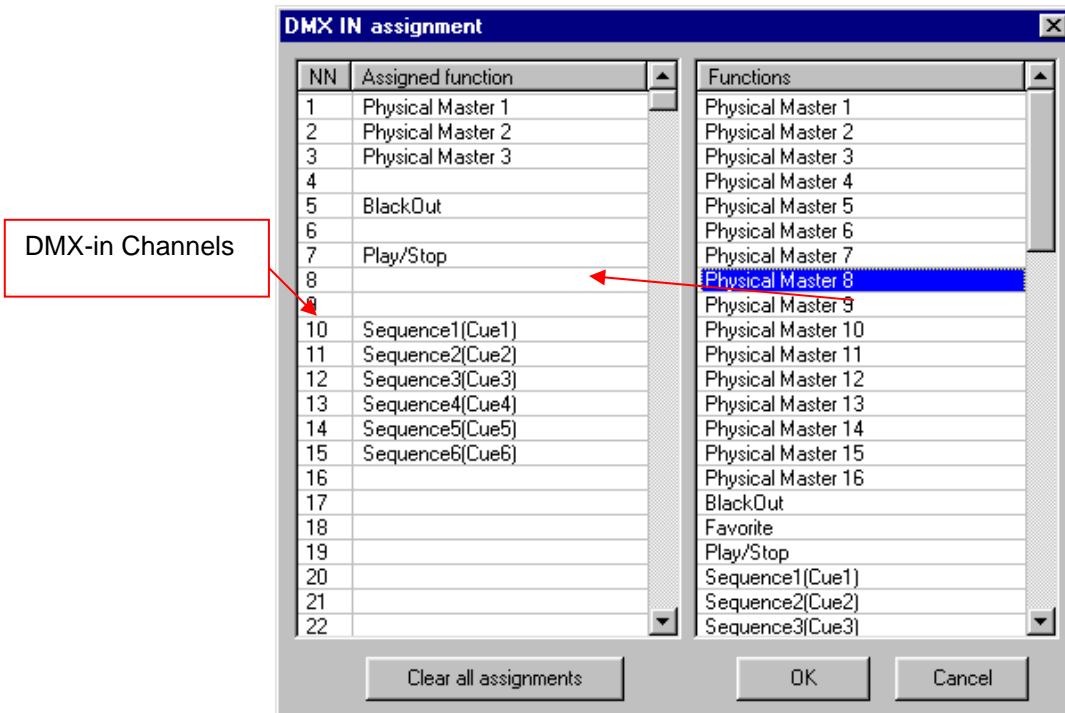 DMX IN assignment
NN Assigned function Functions
1 Physical Master 1 Physical Master 1
2 Physical Master 2 Physical Master 2
3 Physical Master 3 Physical Master 3
4 Physical Master 4
5 BlackOut Physical Master 5
6 Physical Master 6
7 Play/Stop Physical Master 7
DMX-in Channels
8 Physical Master 8
9 Physical Master 9
10 Sequence1(Cue1) Physical Master 10
11 Sequence2(Cue2) Physical Master 11
12 Sequence3(Cue3) Physical Master 12
13 Sequence4(Cue4) Physical Master 13
14 Sequence5(Cue5) Physical Master 14
15 Sequence6(Cue6) Physical Master 15
16 Physical Master 16
17 BlackOut
18 Favorite
19 Play/Stop
20 Sequence1(Cue1)
21 Sequence2(Cue2)
22 Sequence3(Cue3)
Clear all assignments OK Cancel